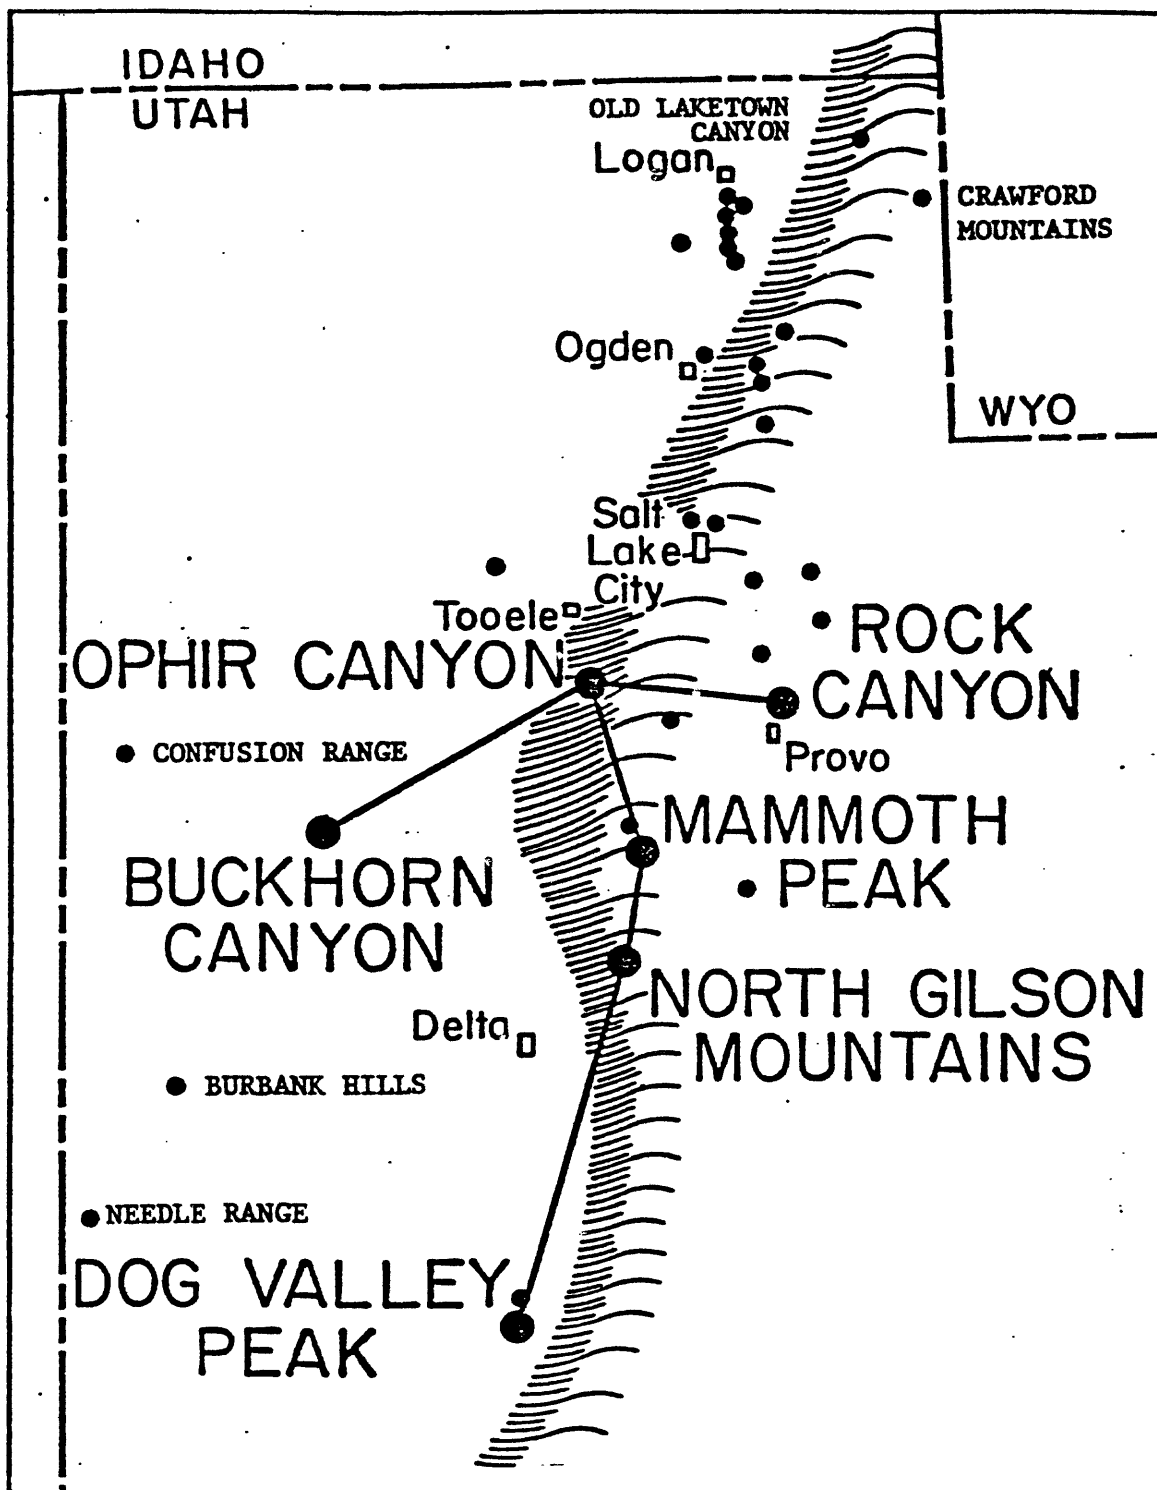 IDAHO
UTAH
OLD LAKETOWN
CANYON
Logan
CRAWFORD
MOUNTAINS
Ogden
WYO
Salt
Lake
City
Tooele
OPHIR CANYON
ROCK
CANYON
CONFUSION RANGE
Provo
MAMMOTH
PEAK
BUCKHORN
CANYON
NORTH GILSON
MOUNTAINS
Delta
BURBANK HILLS
NEEDLE RANGE
DOG VALLEY
PEAK